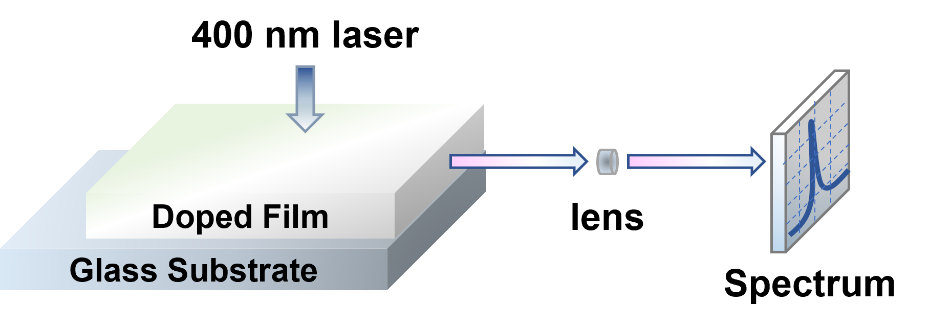 400 nm laser
Doped Film
lens
Glass Substrate
Spectrum